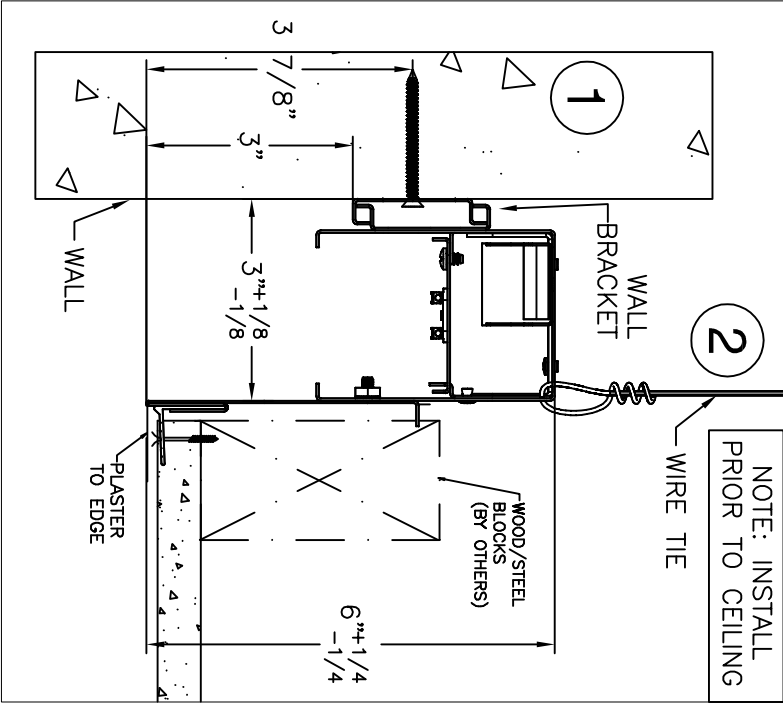 3 7/8"
1
3"
WALL
3"+1/8
-1/8
WALL
BRACKET
2
WIRE TIE
NOTE: INSTALL
PRIOR TO CEILING
PLASTER
TO EDGE
WOOD/STEEL
BLOCKS
(BY OTHERS)
6"+1/4
-1/4